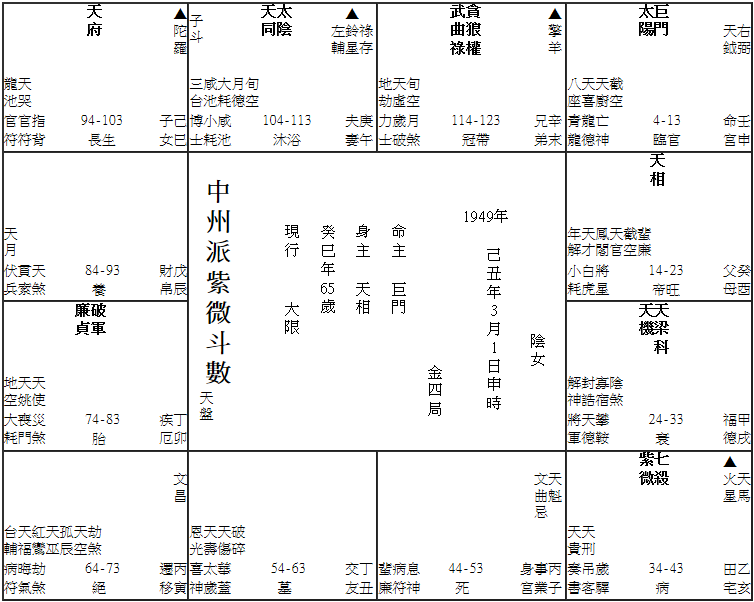 天府
▲
陀羅
龍池 天哭
官符 官符 指背
94-103
長生
子女 己巳
子斗
天同 太陰
▲
左輔 鈴星 祿存
三台 咸池 大耗 月德 旬空
博士 小耗 咸池
104-113
沐浴
夫妻 庚午
武曲祿 貪狼權
▲
擎羊
地劫 天虛 旬空
力士 歲破 月煞
114-123
冠帶
兄弟 辛未
太陽 巨門
天鉞 右弼
八座 天喜 天廚 截空
青龍 龍德 亡神
4-13
臨官
命宮 壬申
天月
伏兵 貫索 天煞
84-93
養
財帛 戊辰
中州派紫微斗數
天盤
現行 大限
癸巳年65歲
身主 天相
命主 巨門
金四局
1949年
己丑年3月1日申時
陰女
天相
年解 天才 鳳閣 天官 截空 蜚廉
小耗 白虎 將星
14-23
帝旺
父母 癸酉
廉貞 破軍
地空 天姚 天使
大耗 喪門 災煞
74-83
胎
疾厄 丁卯
天機 天梁科
解神 封誥 寡宿 陰煞
將軍 天德 攀鞍
24-33
衰
福德 甲戌
文昌
台輔 天福 紅鸞 天巫 孤辰 天空 劫煞
病符 晦氣 劫煞
64-73
絕
遷移 丙寅
恩光 天壽 天傷 破碎
喜神 太歲 華蓋
54-63
墓
交友 丁丑
文曲忌 天魁
蜚廉 病符 息神
44-53
死
身宮 事業 丙子
紫微 七殺
▲
火星 天馬
天貴 天刑
奏書 吊客 歲驛
34-43
病
田宅 乙亥